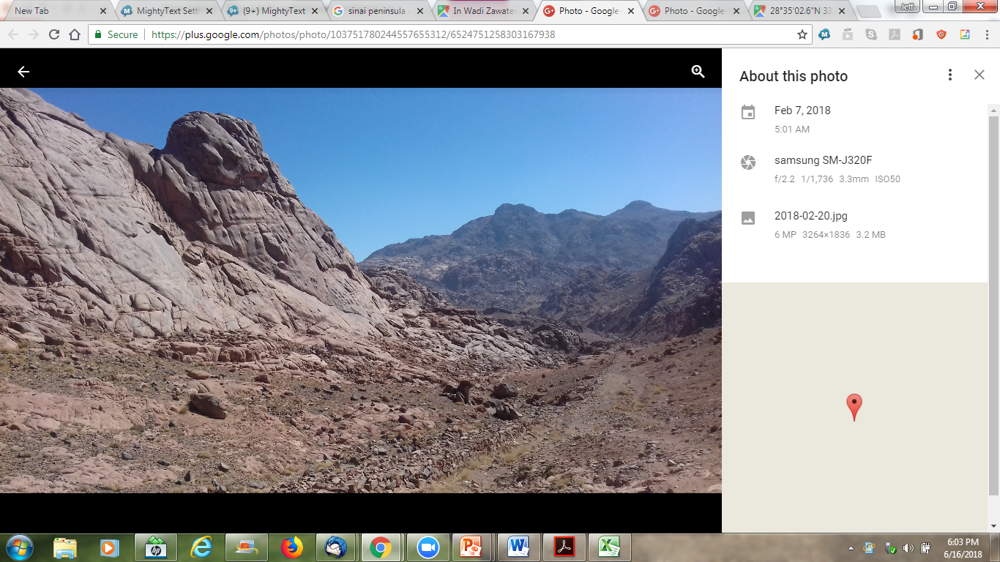 New Tab
MightyText Sett
(9+) MightyText
sinai peninsula -
In Wadi Zawatee
Photo - Google
Photo - Google
28°35'02.6"N 33
Jeff
Secure
https://plus.google.com/photos/photo/103751780244557655312/6524751258303167938
About this photo
Feb 7, 2018
5:01 AM
samsung SM-J320F
f/2.2 1/1,736 3.3mm ISO50
2018-02-20.jpg
6 MP 3264×1836 3.2 MB
6:03 PM
6/16/2018